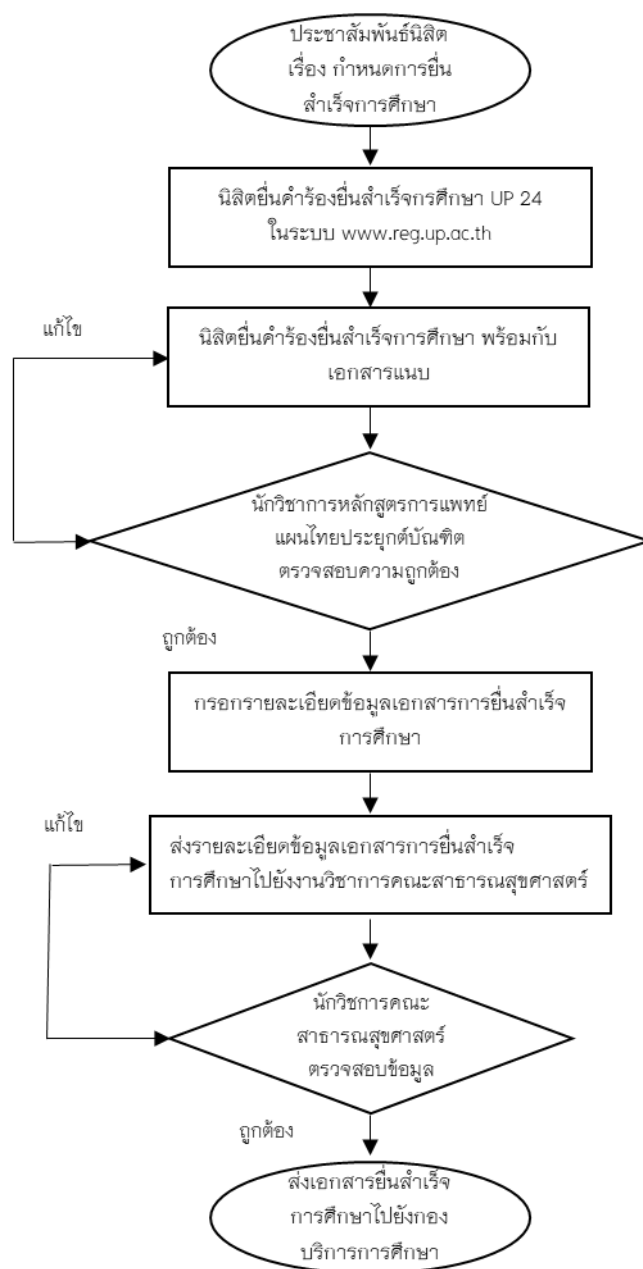 ประชาสัมพันธ์นิสิต
เรื่อง กำหนดการยื่น
สำเร็จการศึกษา
นิสิตยื่นคำร้องยื่นสำเร็จกรศึกษา UP 24
ในระบบ www.reg.up.ac.th
แก้ไข
นิสิตยื่นคำร้องยื่นสำเร็จการศึกษา พร้อมกับ
เอกสารแนบ
นักวิชาการหลักสูตรการแพทย์
แผนไทยประยุกต์บัณฑิต
ตรวจสอบความถูกต้อง
ถูกต้อง
กรอกรายละเอียดข้อมูลเอกสารการยื่นสำเร็จ
การศึกษา
แก้ไข
ส่งรายละเอียดข้อมูลเอกสารการยื่นสำเร็จ
การศึกษาไปยังงานวิชาการคณะสาธารณสุขศาสตร์
นักวิชการคณะ
สาธารณสุขศาสตร์
ตรวจสอบข้อมูล
ถูกต้อง
ส่งเอกสารยื่นสำเร็จ
การศึกษาไปยังกอง
บริการการศึกษา